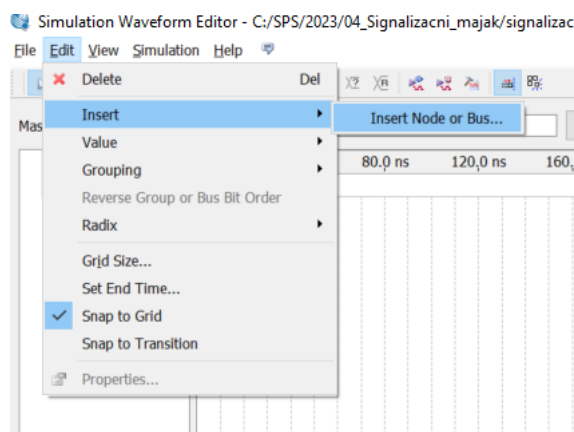 Simulation Waveform Editor - C:/SPS/2023/04_Signalizacni_majak/signalizac
File Edit View Simulation Help
Delete Del
Insert
Insert Node or Bus...
Value
Grouping
Reverse Group or Bus Bit Order
Radix
Grid Size...
Set End Time...
Snap to Grid
Snap to Transition
Properties...
Mas
80.0 ns 120.0 ns 160.